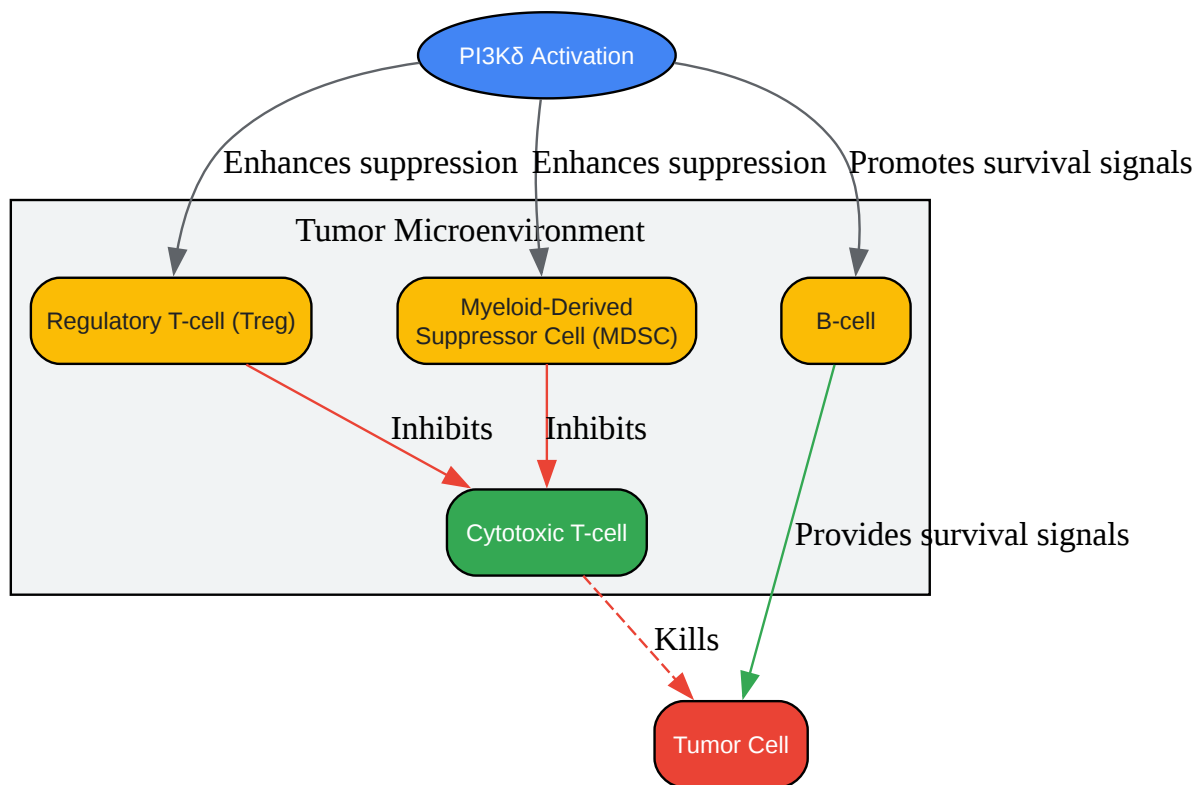 PI3Kδ Activation
Enhances suppression
Enhances suppression
Promotes survival signals
Tumor Microenvironment
Regulatory T-cell (Treg)
Myeloid-Derived
Suppressor Cell (MDSC)
B-cell
Inhibits
Inhibits
Cytotoxic T-cell
Provides survival signals
Kills
Tumor Cell